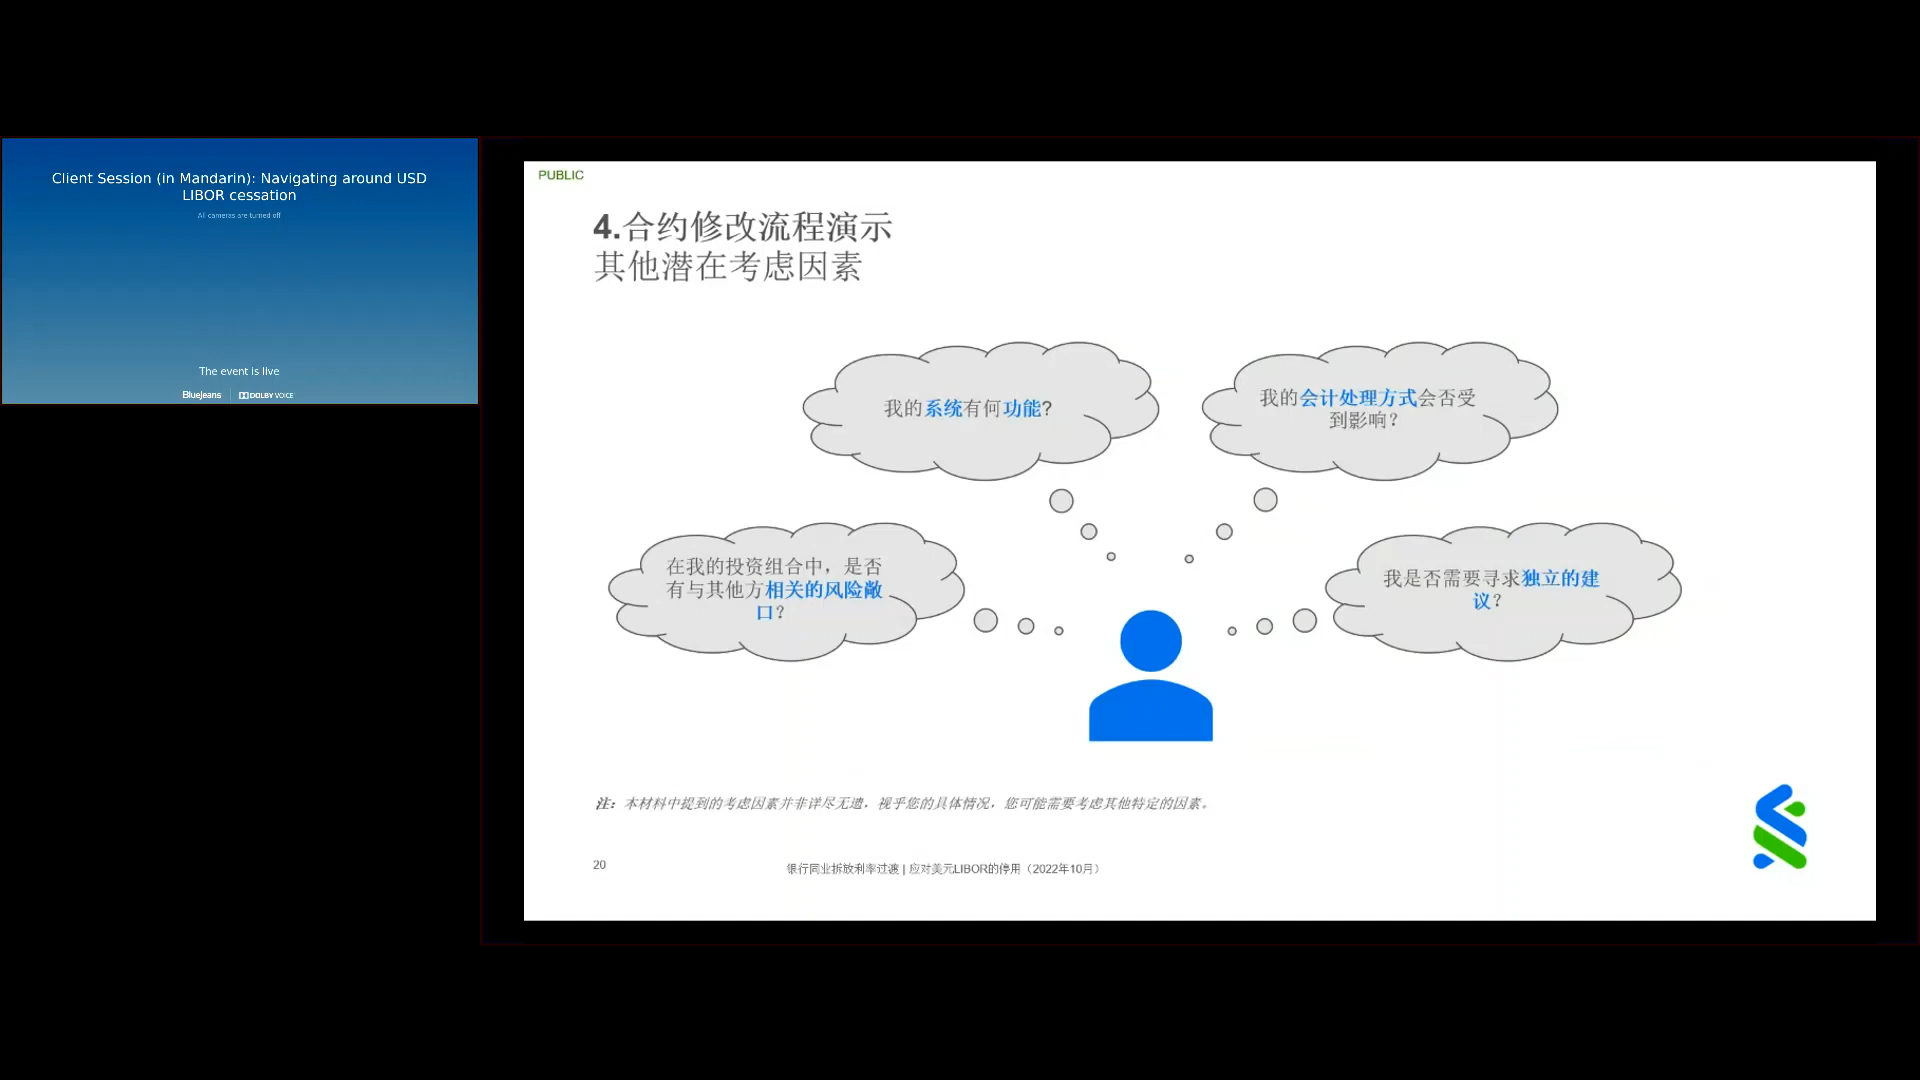 Client Session (in Mandarin): Navigating around USD
LIBOR cessation
All cameras are turned off
The event is live
BlueJeans
DOLBY VOICE
PUBLIC
4.合约修改流程演示
其他潜在考虑因素
我的系统有何功能?
我的会计处理方式会否受
到影响?
在我的投资组合中，是否
有与其他方相关的风险敞
口?
我是否需要寻求独立的建
议?
注：本材料中提到的考虑因素并非详尽无遗，视乎您的具体情况，您可能需要考虑其他特定的因素。
20
银行同业拆放利率过渡 | 应对美元LIBOR的停用（2022年10月）